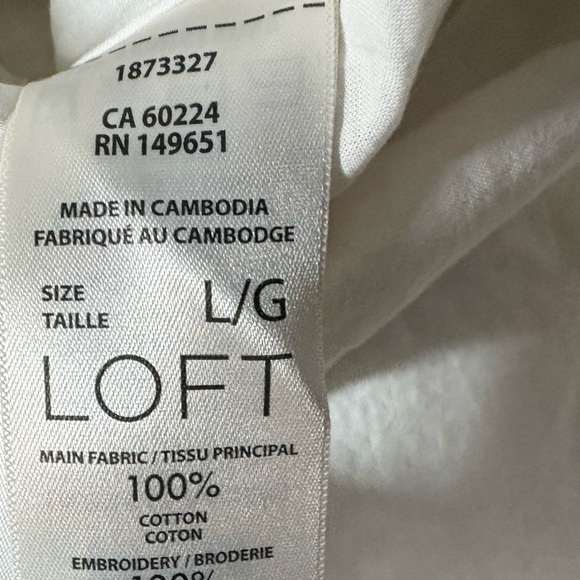 1873327
CA 60224
RN 149651
MADE IN CAMBODIA
FABRIQUÉ AU CAMBODGE
SIZE
TAILLE
L/G
LOFT
MAIN FABRIC / TISSU PRINCIPAL
100%
COTTON
COTON
EMBROIDERY / BRODERIE
100%